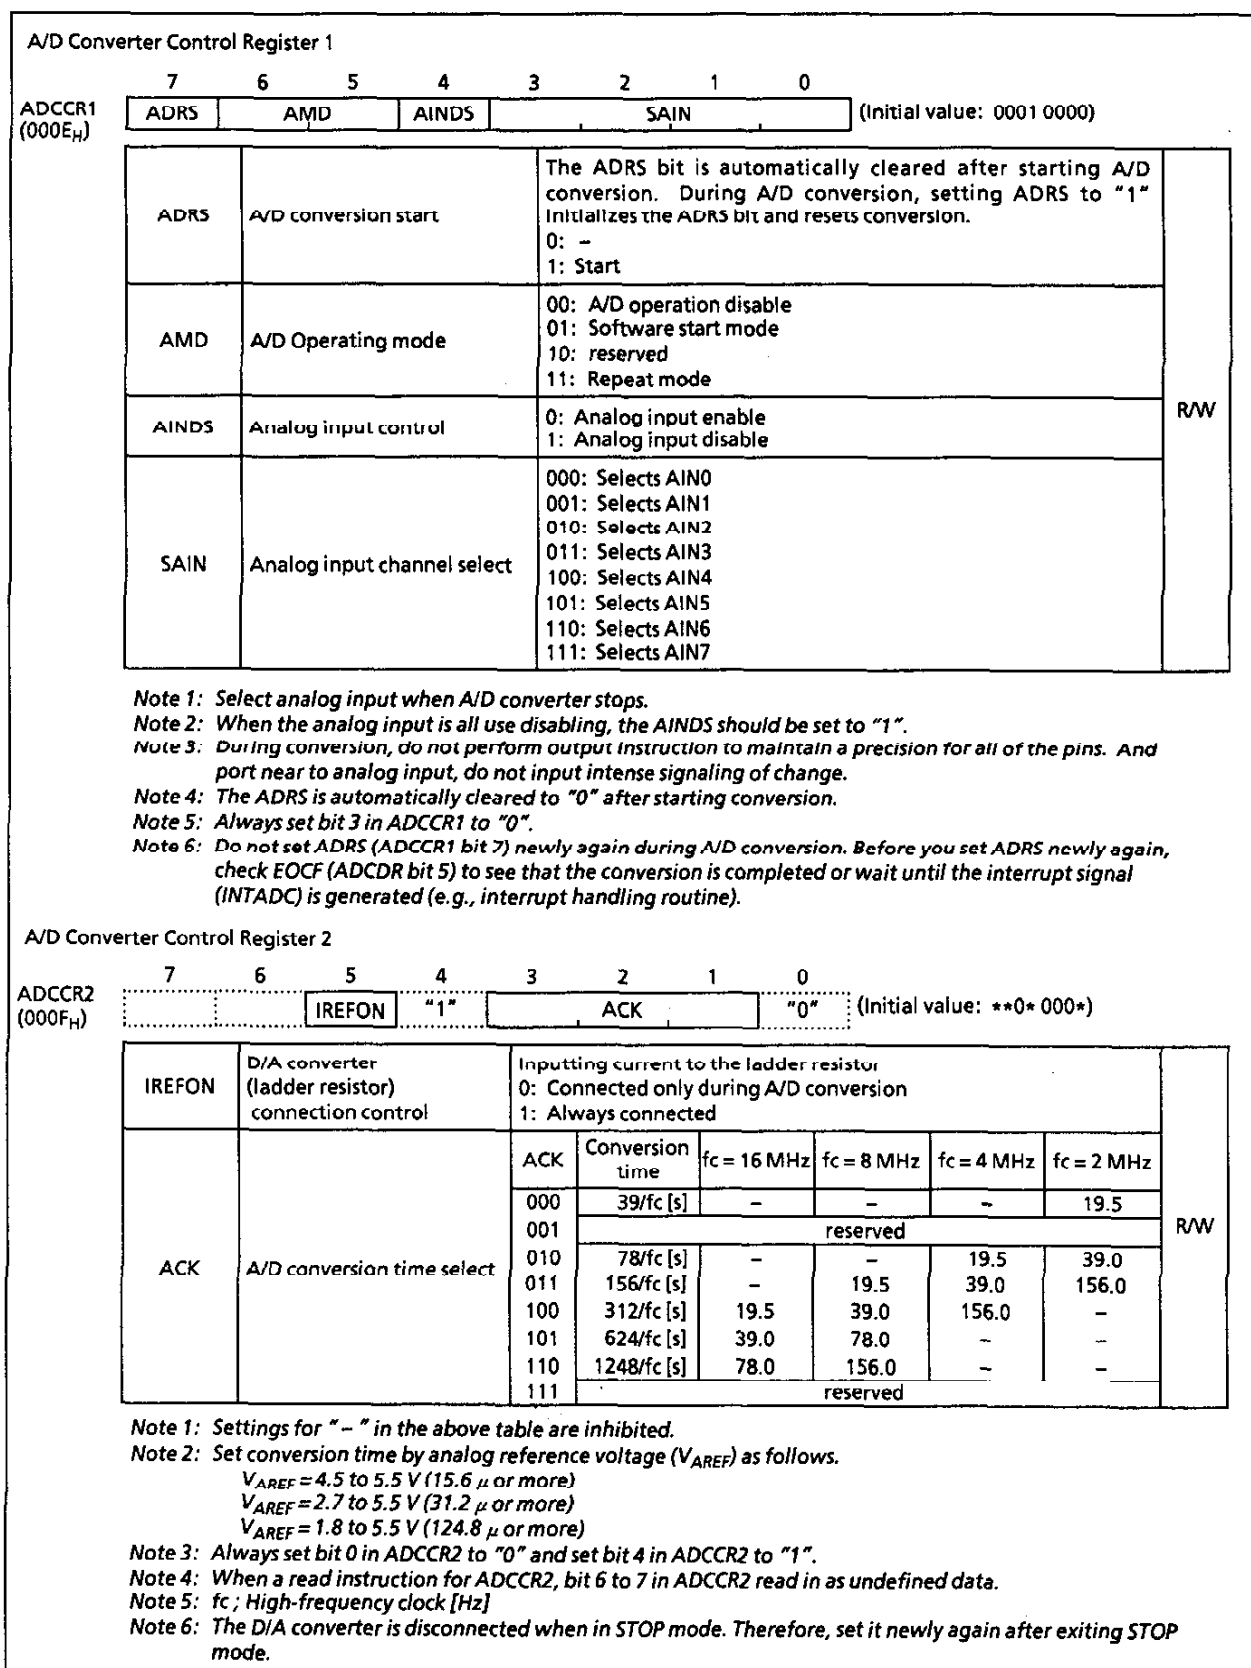 A/D Converter Control Register 1
7 6 5 4 3 2 1 0
ADCCR1 (000EH) ADRS AMD AINDS SAIN (Initial value: 0001 0000)
ADRS A/D conversion start
The ADRS bit is automatically cleared after starting A/D
conversion. During A/D conversion, setting ADRS to "1"
Initializes the ADRS bit and resets conversion.
0: –
1: Start
AMD A/D Operating mode
00: A/D operation disable
01: Software start mode
10: reserved
11: Repeat mode
AINDS Analog input control
0: Analog input enable
1: Analog input disable
R/W
SAIN Analog input channel select
000: Selects AIN0
001: Selects AIN1
010: Selects AIN2
011: Selects AIN3
100: Selects AIN4
101: Selects AIN5
110: Selects AIN6
111: Selects AIN7
Note 1: Select analog input when A/D converter stops.
Note 2: When the analog input is all use disabling, the AINDS should be set to "1".
Note 3: During conversion, do not perform output instruction to maintain a precision for all of the pins. And
port near to analog input, do not input intense signaling of change.
Note 4: The ADRS is automatically cleared to "0" after starting conversion.
Note 5: Always set bit 3 in ADCCR1 to "0".
Note 6: Do not set ADRS (ADCCR1 bit 7) newly again during A/D conversion. Before you set ADRS newly again,
check EOCF (ADCDR bit 5) to see that the conversion is completed or wait until the interrupt signal
(INTADC) is generated (e.g., interrupt handling routine).
A/D Converter Control Register 2
7 6 5 4 3 2 1 0
ADCCR2 (000FH) IREFON "1" ACK "0" (Initial value: **0* 000*)
IREFON
D/A converter
(ladder resistor)
connection control
Inputting current to the ladder resistor
0: Connected only during A/D conversion
1: Always connected
ACK A/D conversion time select
ACK Conversion time fc = 16 MHz fc = 8 MHz fc = 4 MHz fc = 2 MHz
000 39/fc [s] – – – 19.5
001 reserved
010 78/fc [s] – – 19.5 39.0
011 156/fc [s] – 19.5 39.0 156.0
100 312/fc [s] 19.5 39.0 156.0 –
101 624/fc [s] 39.0 78.0 – –
110 1248/fc [s] 78.0 156.0 – –
111 reserved
R/W
Note 1: Settings for " – " in the above table are inhibited.
Note 2: Set conversion time by analog reference voltage (VAREF) as follows.
VAREF = 4.5 to 5.5 V (15.6 μ or more)
VAREF = 2.7 to 5.5 V (31.2 μ or more)
VAREF = 1.8 to 5.5 V (124.8 μ or more)
Note 3: Always set bit 0 in ADCCR2 to "0" and set bit 4 in ADCCR2 to "1".
Note 4: When a read instruction for ADCCR2, bit 6 to 7 in ADCCR2 read in as undefined data.
Note 5: fc ; High-frequency clock [Hz]
Note 6: The D/A converter is disconnected when in STOP mode. Therefore, set it newly again after exiting STOP
mode.